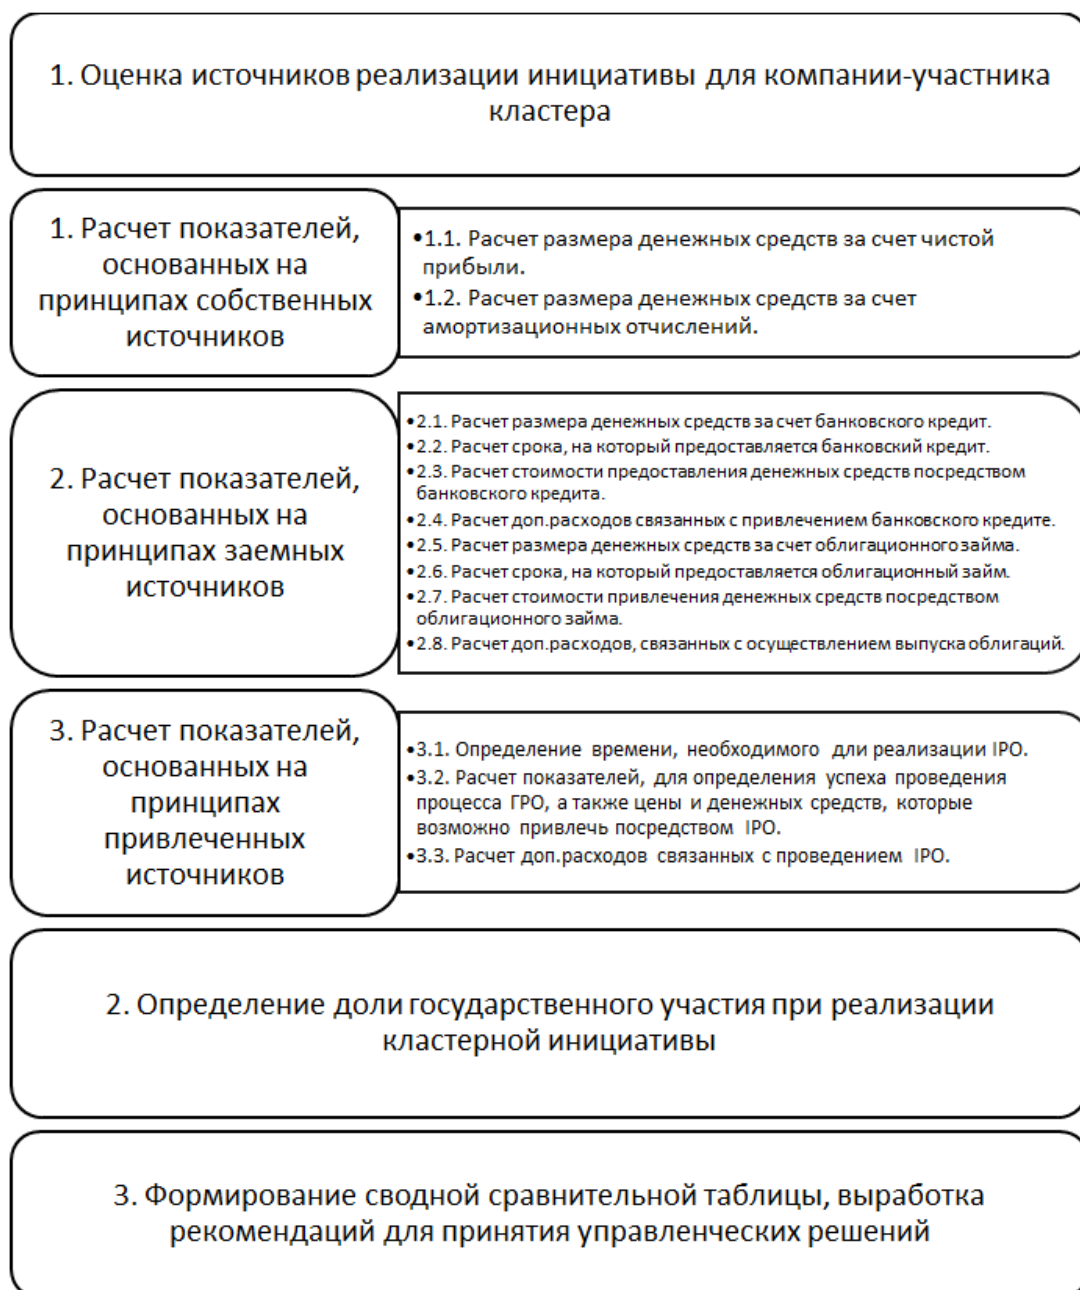 1. Оценка источников реализации инициативы для компании-участника
кластера
1. Расчет показателей,
основанных на
принципах собственных
источников
•1.1. Расчет размера денежных средств за счет чистой
прибыли.
•1.2. Расчет размера денежных средств за счет
амортизационных отчислений.
2. Расчет показателей,
основанных на
принципах заемных
источников
•2.1. Расчет размера денежных средств за счет банковского кредит.
•2.2. Расчет срока, на который предоставляется банковский кредит.
•2.3. Расчет стоимости предоставления денежных средств посредством
банковского кредита.
•2.4. Расчет доп.расходов связанных с привлечением банковского кредите.
•2.5. Расчет размера денежных средств за счет облигационного займа.
•2.6. Расчет срока, на который предоставляется облигационный займ.
•2.7. Расчет стоимости привлечения денежных средств посредством
облигационного займа.
•2.8. Расчет доп.расходов, связанных с осуществлением выпуска облигаций.
3. Расчет показателей,
основанных на
принципах
привлеченных
источников
•3.1. Определение времени, необходимого дли реализации IPO.
•3.2. Расчет показателей, для определения успеха проведения
процесса ГРО, а также цены и денежных средств, которые
возможно привлечь посредством IPO.
•3.3. Расчет доп.расходов связанных с проведением IPO.
2. Определение доли государственного участия при реализации
кластерной инициативы
3. Формирование сводной сравнительной таблицы, выработка
рекомендаций для принятия управленческих решений